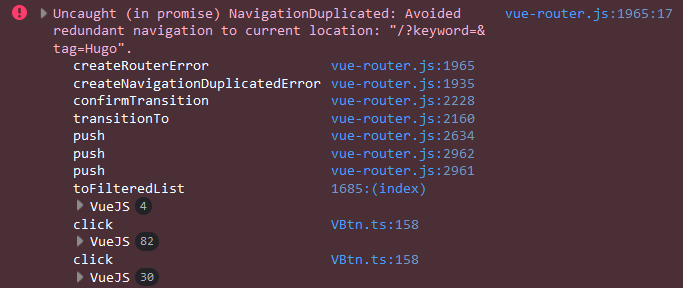 Uncaught (in promise) NavigationDuplicated: Avoided vue-router.js:1965:17
redundant navigation to current location: "/?keyword=&
tag=Hugo".
createRouterError vue-router.js:1965
createNavigationDuplicatedError vue-router.js:1935
confirmTransition vue-router.js:2228
transitionTo vue-router.js:2160
push vue-router.js:2634
push vue-router.js:2962
push vue-router.js:2961
toFilteredList 1685:(index)
VueJS 4
click VBtn.ts:158
VueJS 82
click VBtn.ts:158
VueJS 30